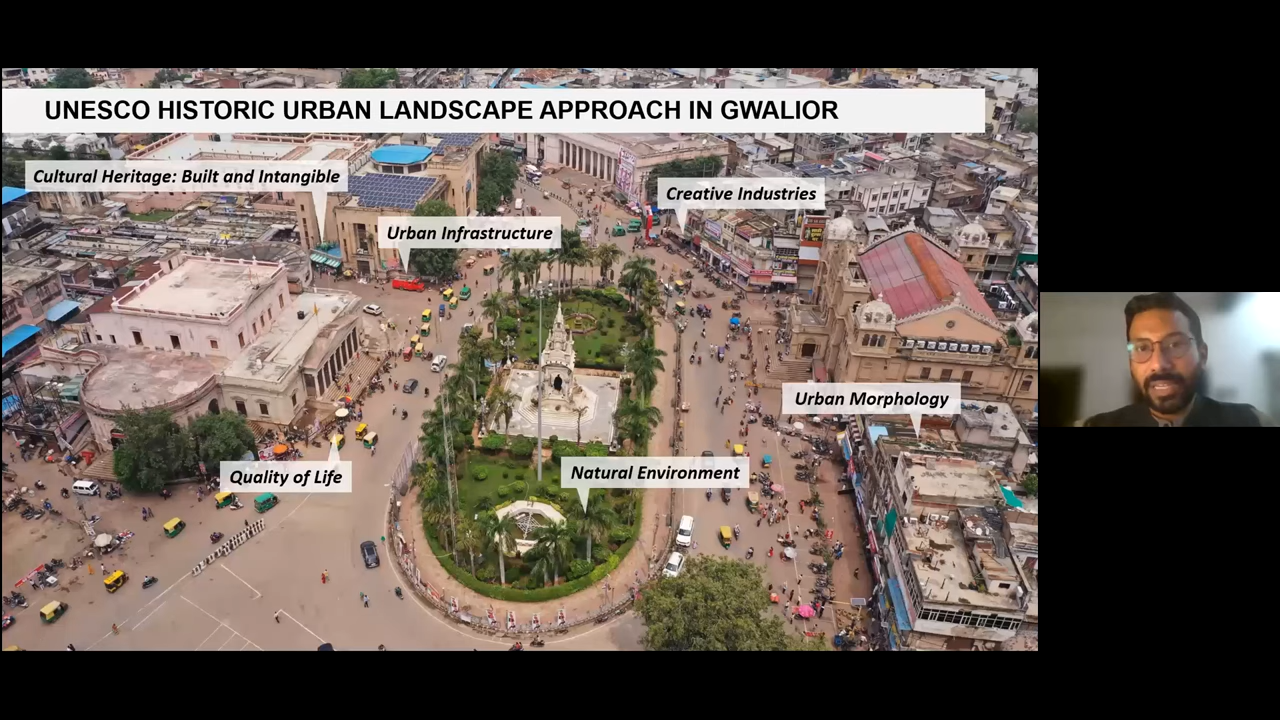 UNESCO HISTORIC URBAN LANDSCAPE APPROACH IN GWALIOR
Cultural Heritage: Built and Intangible
Creative Industries
Urban Infrastructure
Urban Morphology
Quality of Life
Natural Environment